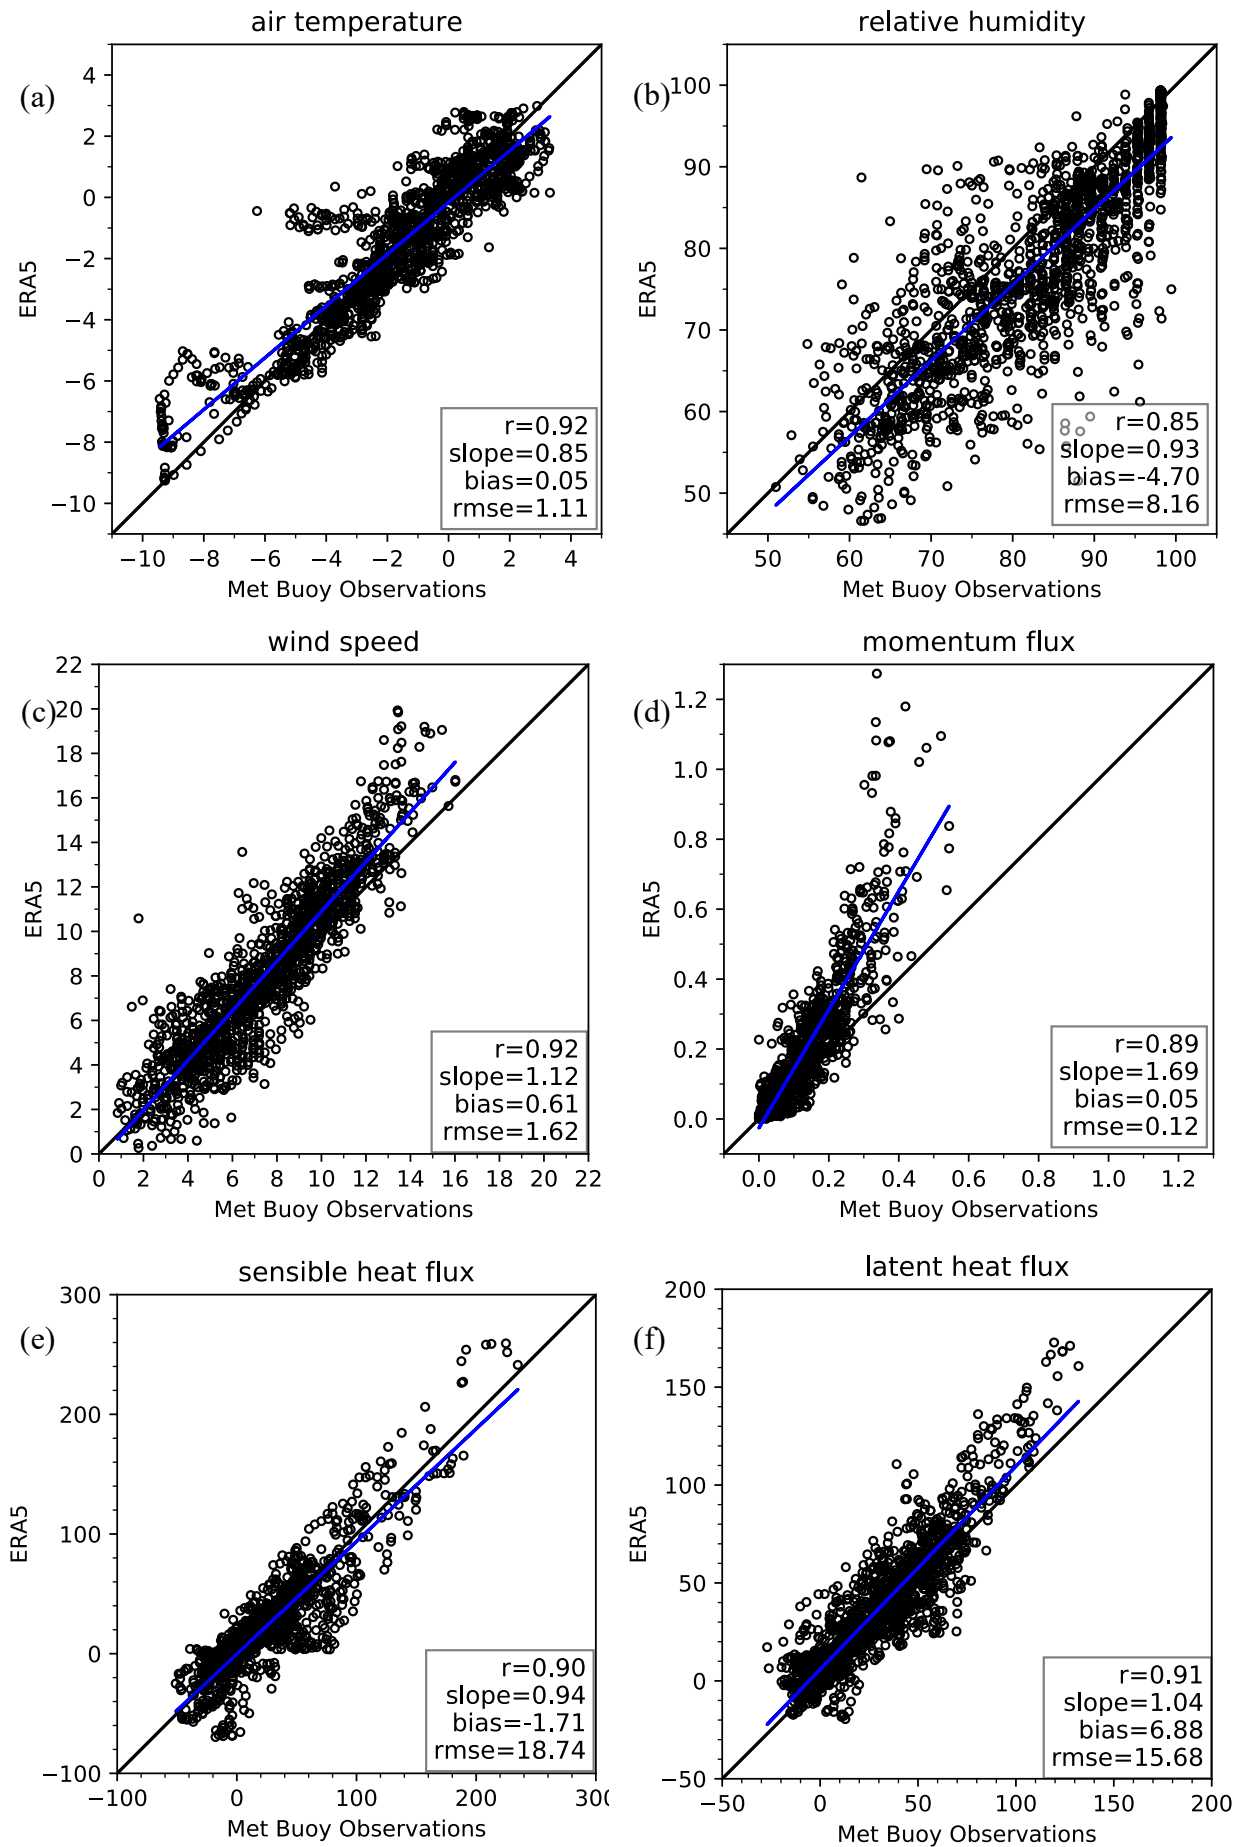 air temperature
(a)
4
2
0
−2
−4
−6
−8
−10
ERA5
r=0.92
slope=0.85
bias=0.05
rmse=1.11
−10 −8 −6 −4 −2 0 2 4
Met Buoy Observations
relative humidity
(b)
100
90
80
70
60
50
ERA5
r=0.85
slope=0.93
bias=-4.70
rmse=8.16
50 60 70 80 90 100
Met Buoy Observations
wind speed
(c)
22
20
18
16
14
12
10
8
6
4
2
0
ERA5
r=0.92
slope=1.12
bias=0.61
rmse=1.62
0 2 4 6 8 10 12 14 16 18 20 22
Met Buoy Observations
momentum flux
(d)
1.2
1.0
0.8
0.6
0.4
0.2
0.0
ERA5
r=0.89
slope=1.69
bias=0.05
rmse=0.12
0.0 0.2 0.4 0.6 0.8 1.0 1.2
Met Buoy Observations
sensible heat flux
(e)
300
200
100
0
−100
ERA5
r=0.90
slope=0.94
bias=-1.71
rmse=18.74
−100 0 100 200 300
Met Buoy Observations
latent heat flux
(f)
200
150
100
50
0
−50
ERA5
r=0.91
slope=1.04
bias=6.88
rmse=15.68
−50 0 50 100 150 200
Met Buoy Observations